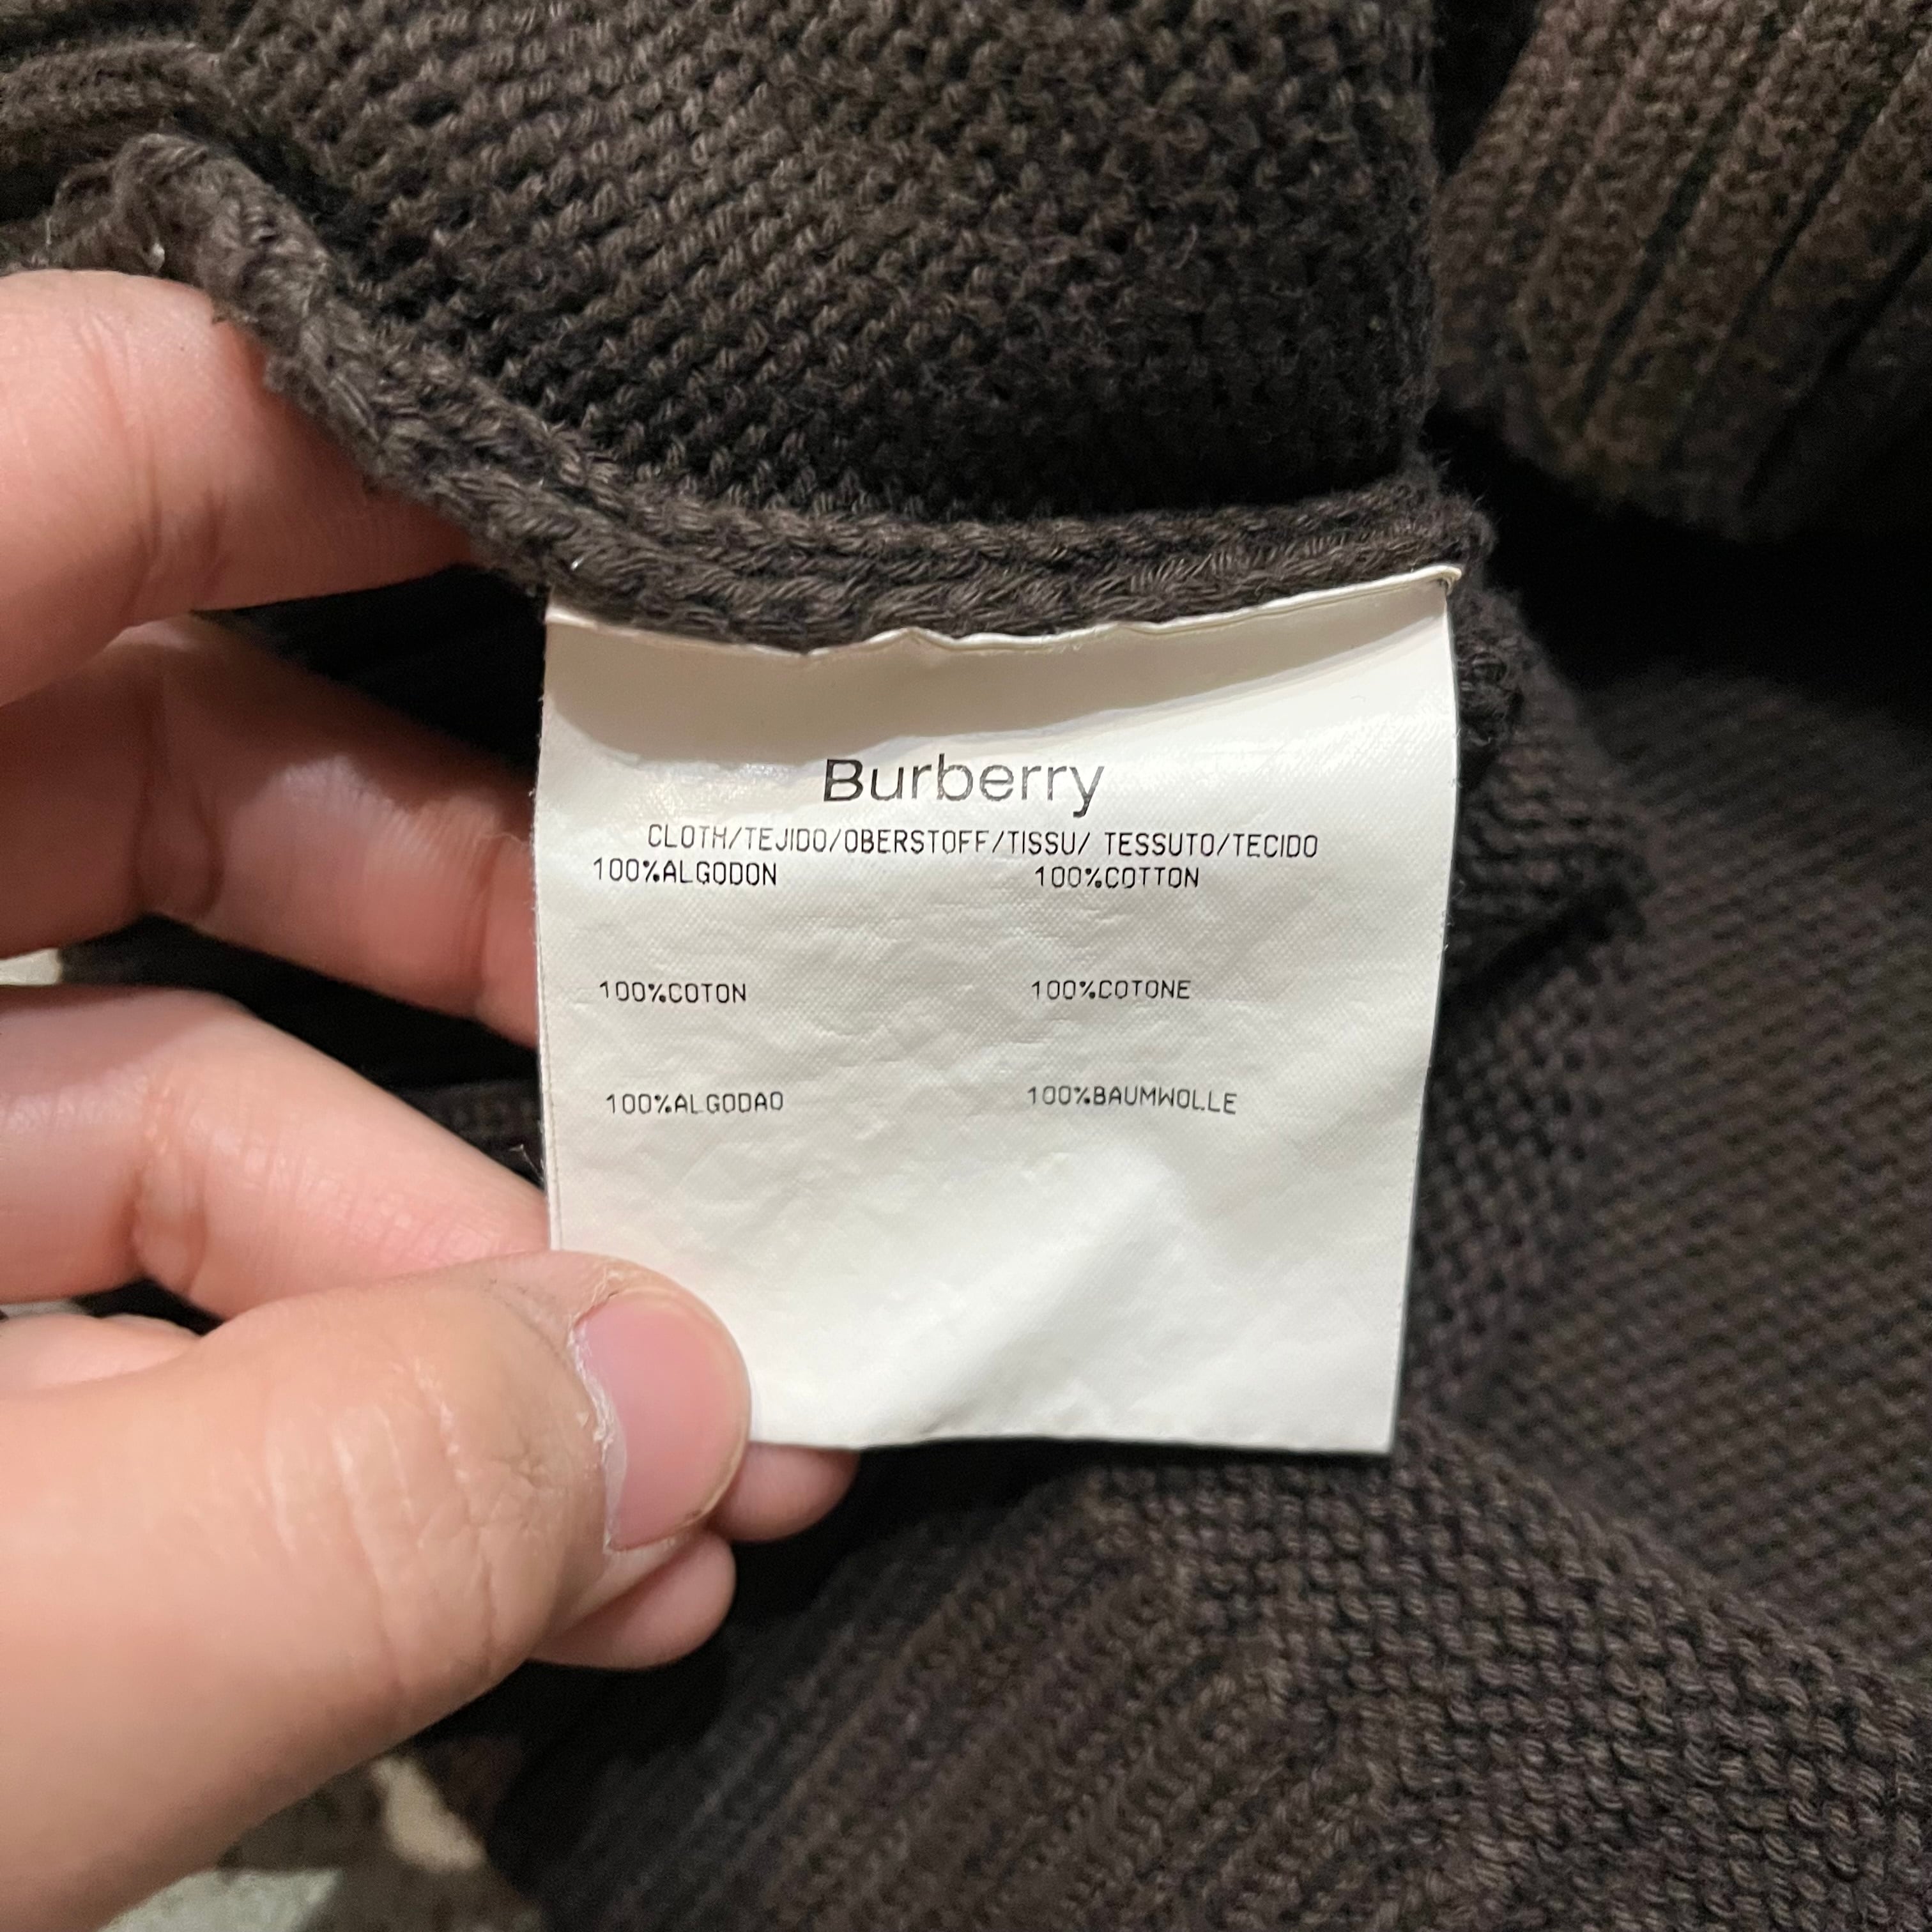 Burberry
CLOTH/TEJIDO/OBERSTOFF/TISSU/ TESSUTO/TECIDO
100%ALGODON 100%COTTON
100%COTON 100%COTONE
100%ALGODAO 100%BAUMWOLLE